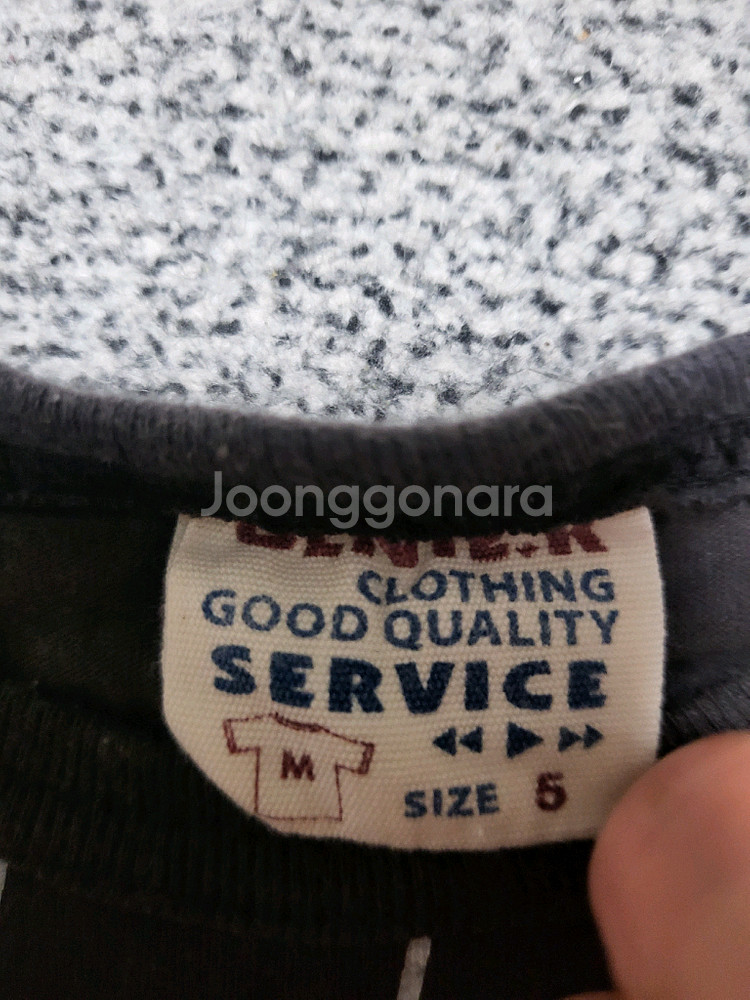 Joonggonara
CLOTHING
GOOD QUALITY
SERVICE
M
SIZE 5